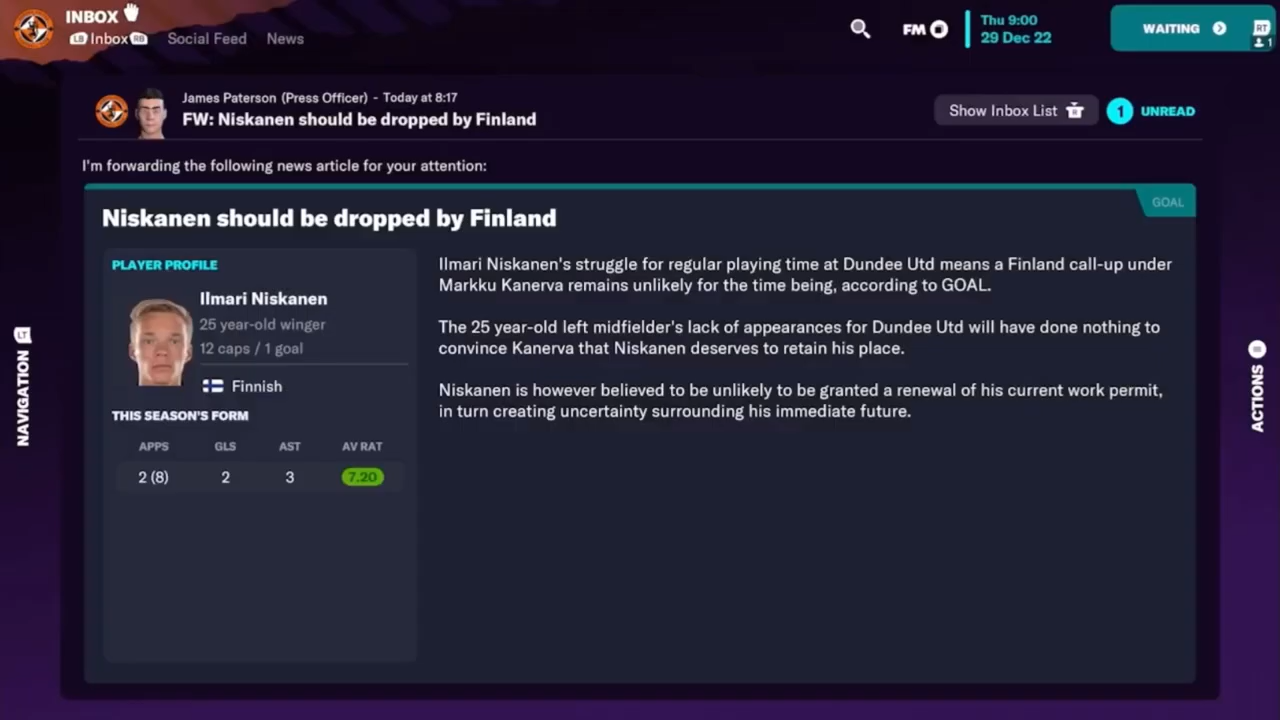 INBOX
LB Inbox RB Social Feed News
FM
Thu 9:00
29 Dec 22
WAITING
RT
1
James Paterson (Press Officer) - Today at 8:17
FW: Niskanen should be dropped by Finland
Show Inbox List
1 UNREAD
I'm forwarding the following news article for your attention:
Niskanen should be dropped by Finland
GOAL
PLAYER PROFILE
Ilmari Niskanen
25 year-old winger
12 caps / 1 goal
Finnish
THIS SEASON'S FORM
APPS GLS AST AV RAT
2 (8) 2 3 7.20
Ilmari Niskanen's struggle for regular playing time at Dundee Utd means a Finland call-up under
Markku Kanerva remains unlikely for the time being, according to GOAL.
The 25 year-old left midfielder's lack of appearances for Dundee Utd will have done nothing to
convince Kanerva that Niskanen deserves to retain his place.
Niskanen is however believed to be unlikely to be granted a renewal of his current work permit,
in turn creating uncertainty surrounding his immediate future.
NAVIGATION LT
ACTIONS